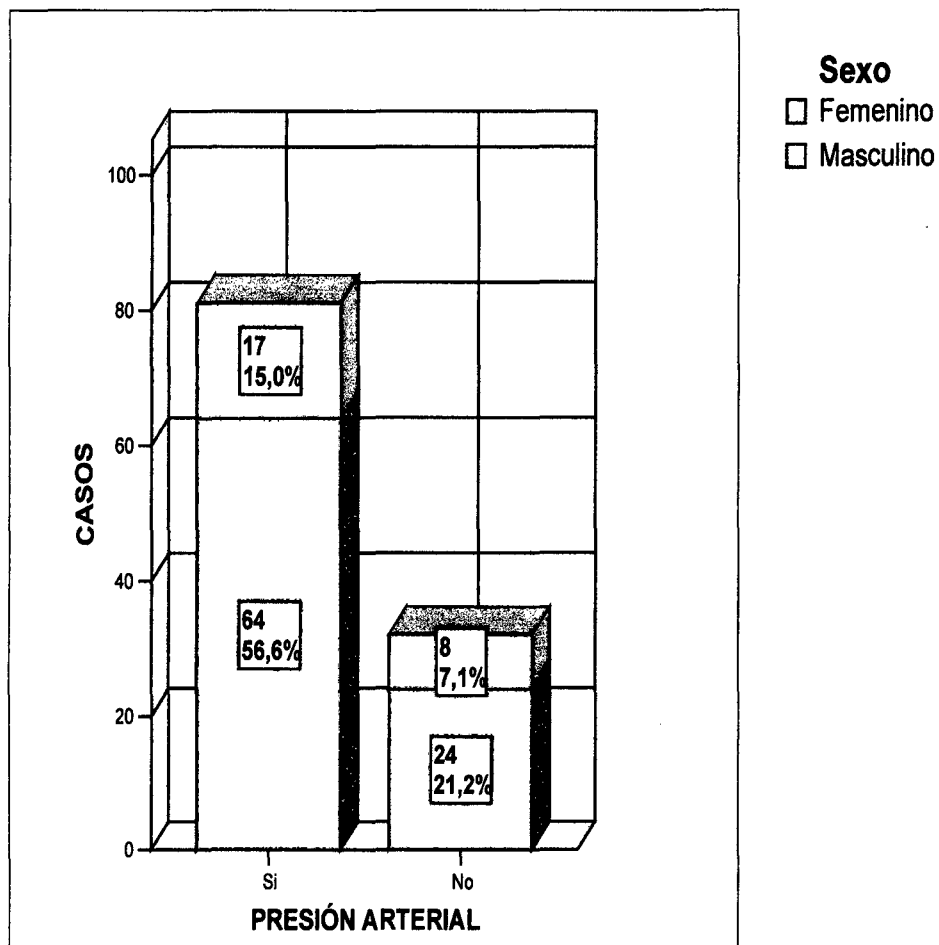 Sexo
Femenino
Masculino
100
80
60
40
20
0
CASOS
17
15,0%
64
56,6%
8
7,1%
24
21,2%
Si
No
PRESIÓN ARTERIAL